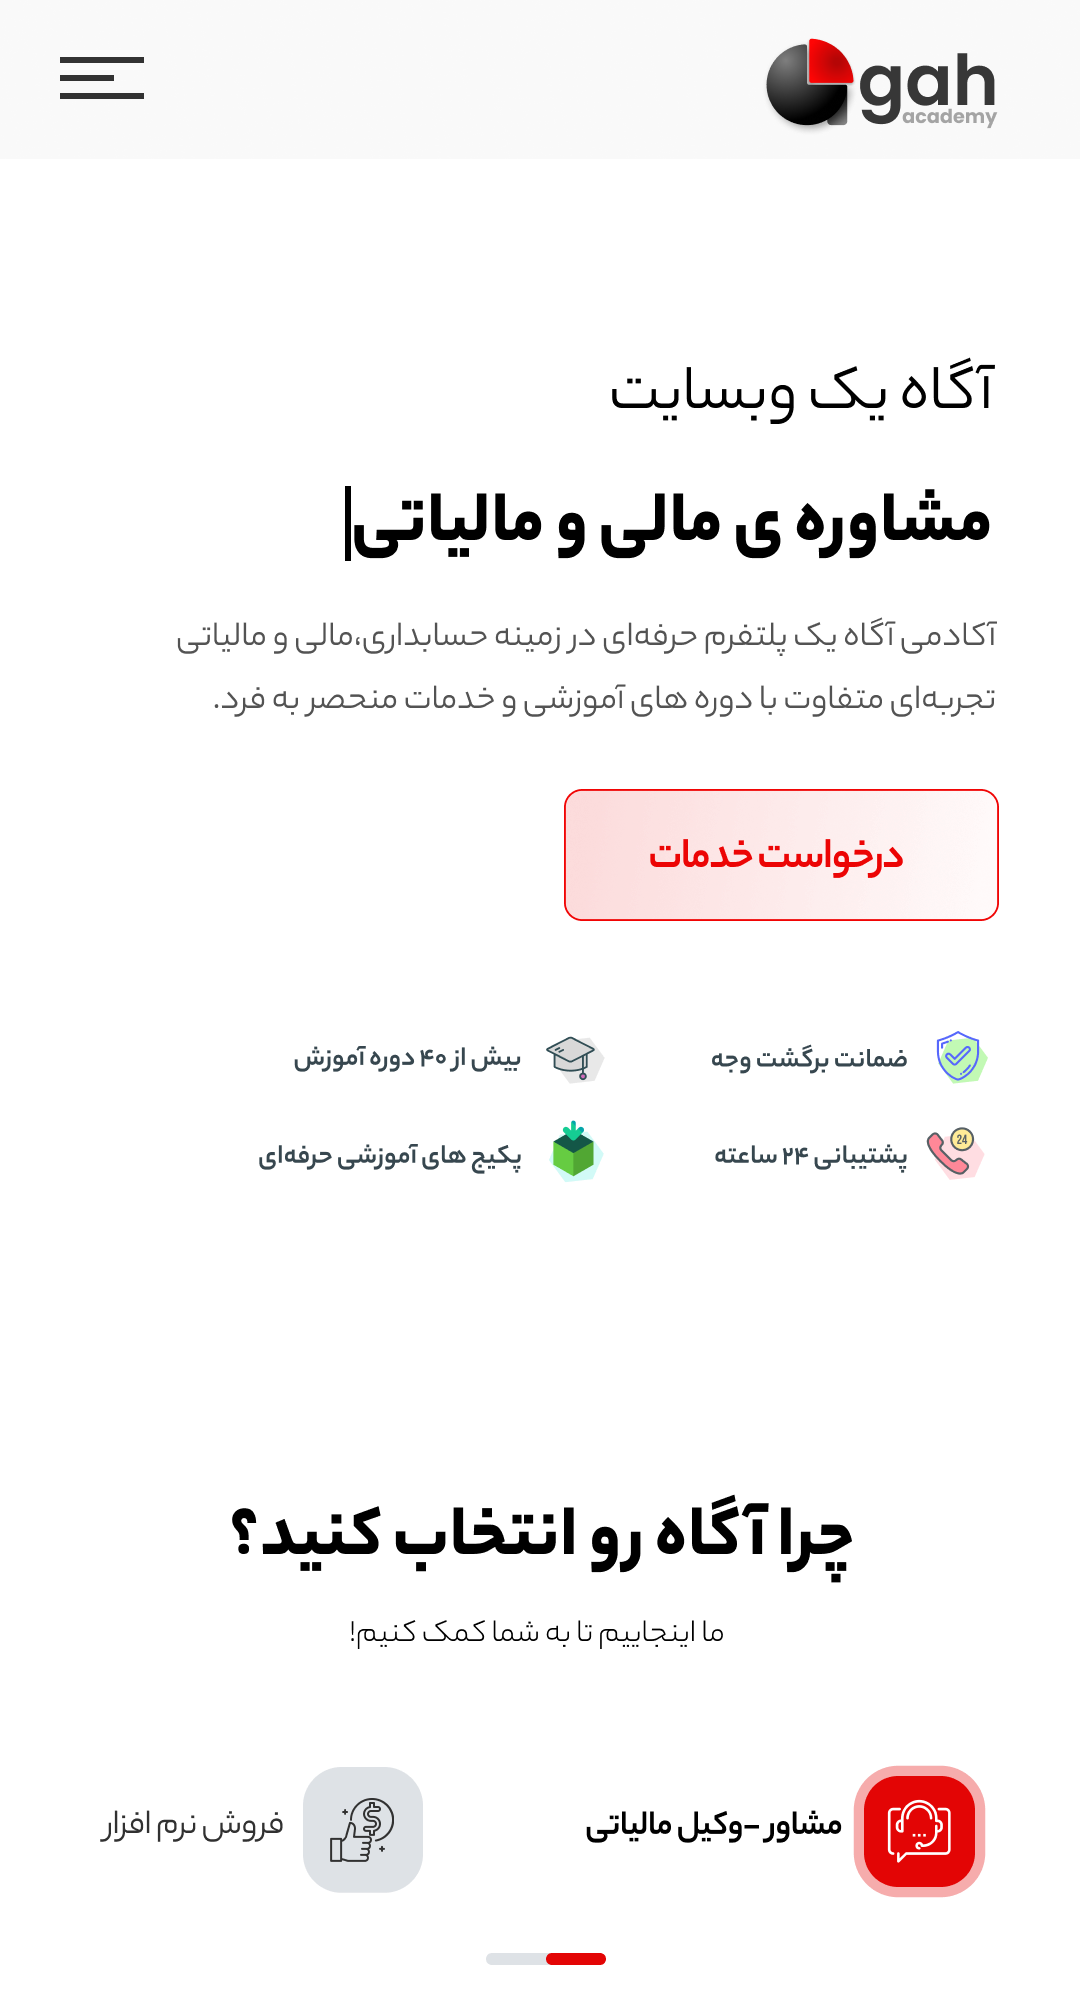 gah
academy
آگاه یک وبسایت
مشاوره ی مالی و مالیاتی|
آکادمی آگاه یک پلتفرم حرفه‌ای در زمینه حسابداری،مالی و مالیاتی
تجربه‌ای متفاوت با دوره های آموزشی و خدمات منحصر به فرد.
درخواست خدمات
ضمانت برگشت وجه
بیش از ۴۰ دوره آموزش
24
پشتیبانی ۲۴ ساعته
پکیج های آموزشی حرفه‌ای
چرا آگاه رو انتخاب کنید؟
ما اینجاییم تا به شما کمک کنیم!
مشاور –وکیل مالیاتی
فروش نرم افزار